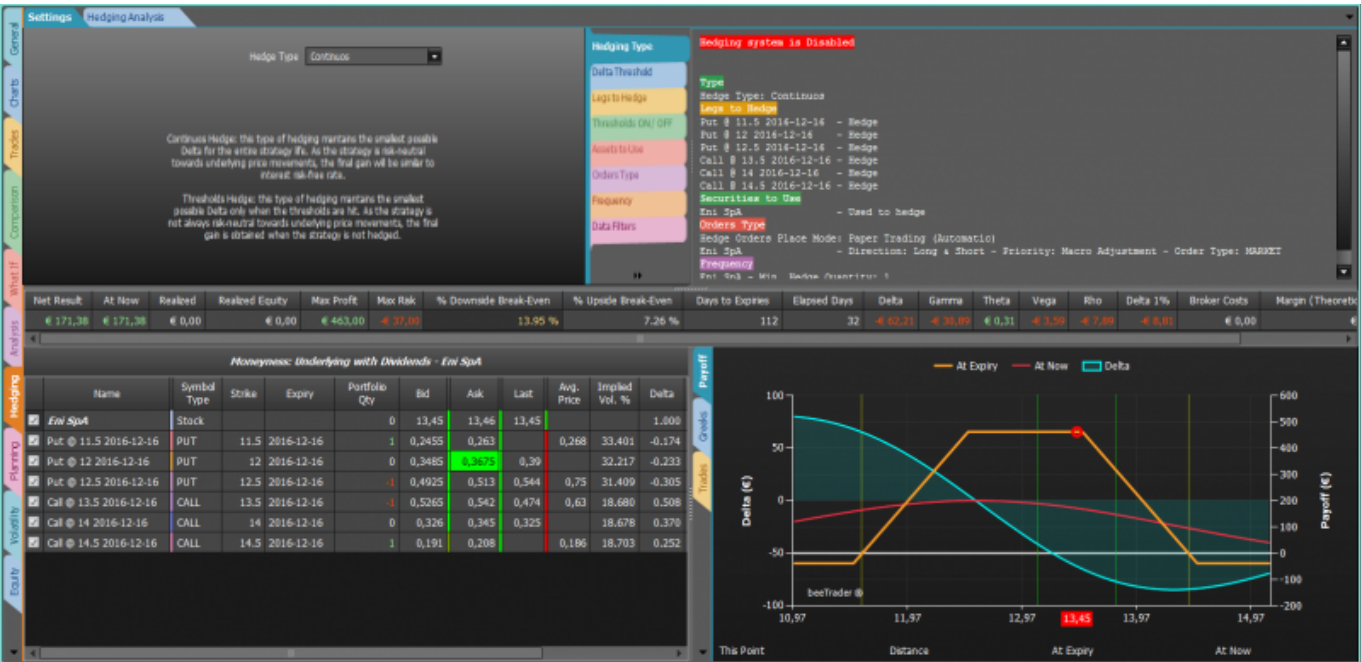 Settings
Hedging Analysis
General
Charts
Trades
Comparison
What If
Analysis
Hedging
Planning
Volatility
Equity
Hedge Type Continuos
Continuos Hedge: this type of hedging mantains the smallest possible
Delta for the entire strategy life. As the strategy is risk-neutral
towards underlying price movements, the final gain will be similar to
interest risk-free rate.
Thresholds Hedge: this type of hedging mantains the smallest
possible Delta only when the thresholds are hit. As the strategy is
not always risk-neutral towards underlying price movements, the final
gain is obtained when the strategy is not hedged.
Hedging Type
Delta Threshold
Legs to Hedge
Thresholds ON/ OFF
Assets to Use
Orders Type
Frequency
Data Filters
Hedging system is Disabled
Type
Hedge Type: Continuos
Legs to Hedge
Put @ 11.5 2016-12-16 - Hedge
Put @ 12 2016-12-16 - Hedge
Put @ 12.5 2016-12-16 - Hedge
Call @ 13.5 2016-12-16 - Hedge
Call @ 14 2016-12-16 - Hedge
Call @ 14.5 2016-12-16 - Hedge
Securities to Use
Eni SpA - Used to hedge
Orders Type
Hedge Orders Place Mode: Paper Trading (Automatic)
Eni SpA - Direction: Long & Short - Priority: Macro Adjustment - Order Type: MARKET
Frequency
Eni SpA - Min. Hedge Quantity: 1
Net Result At Now Realized Realized Equity Max Profit Max Risk % Downside Break-Even % Upside Break-Even Days to Expires Elapsed Days Delta Gamma Theta Vega Rho Delta 1% Broker Costs Margin (Theoretic
€ 171,38 € 171,38 € 0,00 € 0,00 € 463,00 -€ 37,00 13.95 % 7.26 % 112 32 -€ 62,21 -€ 30,89 € 0,31 -€ 3,59 -€ 7,89 -€ 8,01 € 0,00 €
Moneyness: Underlying with Dividends - Eni SpA
Name Symbol Type Strike Expiry Portfolio Qty Bid Ask Last Avg. Price Implied Vol. % Delta
Eni SpA Stock 0 13,45 13,46 13,45 1.000
Put @ 11.5 2016-12-16 PUT 11.5 2016-12-16 1 0,2455 0,263 0,268 33.401 -0.174
Put @ 12 2016-12-16 PUT 12 2016-12-16 0 0,3485 0,3675 0,39 32.217 -0.233
Put @ 12.5 2016-12-16 PUT 12.5 2016-12-16 -1 0,4925 0,513 0,544 0,75 31.409 -0.305
Call @ 13.5 2016-12-16 CALL 13.5 2016-12-16 -1 0,5265 0,542 0,474 0,63 18.680 0.508
Call @ 14 2016-12-16 CALL 14 2016-12-16 0 0,326 0,345 0,325 18.678 0.370
Call @ 14.5 2016-12-16 CALL 14.5 2016-12-16 1 0,191 0,208 0,186 18.703 0.252
Payoff
Greeks
Trades
At Expiry At Now Delta
Delta (€)
100
50
0
-50
-100
600
500
400
300
200
100
0
-100
-200
Payoff (€)
beeTrader ®
10,97 11,97 12,97 13,45 13,97 14,97
This Point Distance At Expiry At Now